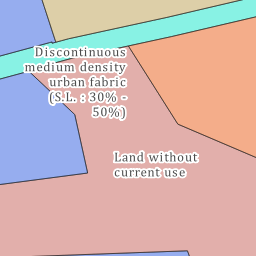 Discontinuous
medium density
urban fabric
(S.L. : 30% -
50%)
Land without
current use